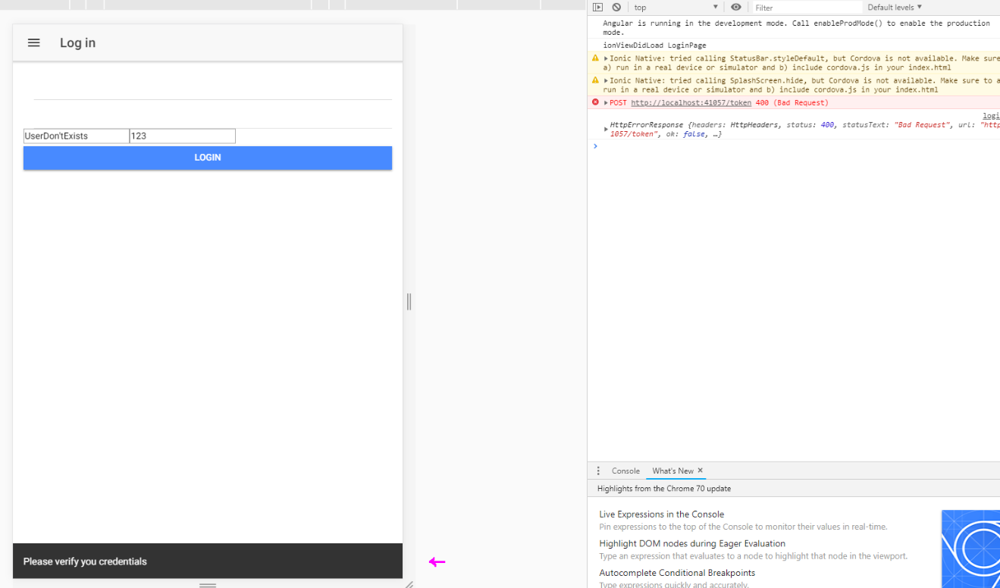 Log in
UserDon'tExists 123
LOGIN
Please verify you credentials
top Filter Default levels
Angular is running in the development mode. Call enableProdMode() to enable the production
mode.
ionViewDidLoad LoginPage
Ionic Native: tried calling StatusBar.styleDefault, but Cordova is not available. Make sure
a) run in a real device or simulator and b) include cordova.js in your index.html
Ionic Native: tried calling SplashScreen.hide, but Cordova is not available. Make sure to a
run in a real device or simulator and b) include cordova.js in your index.html
POST http://localhost:41057/token 400 (Bad Request)
logi
HttpErrorResponse {headers: HttpHeaders, status: 400, statusText: "Bad Request", url: "http
1057/token", ok: false, …}
Console What's New ×
Highlights from the Chrome 70 update
Live Expressions in the Console
Pin expressions to the top of the Console to monitor their values in real-time.
Highlight DOM nodes during Eager Evaluation
Type an expression that evaluates to a node to highlight that node in the viewport.
Autocomplete Conditional Breakpoints
Type expressions quickly and accurately.